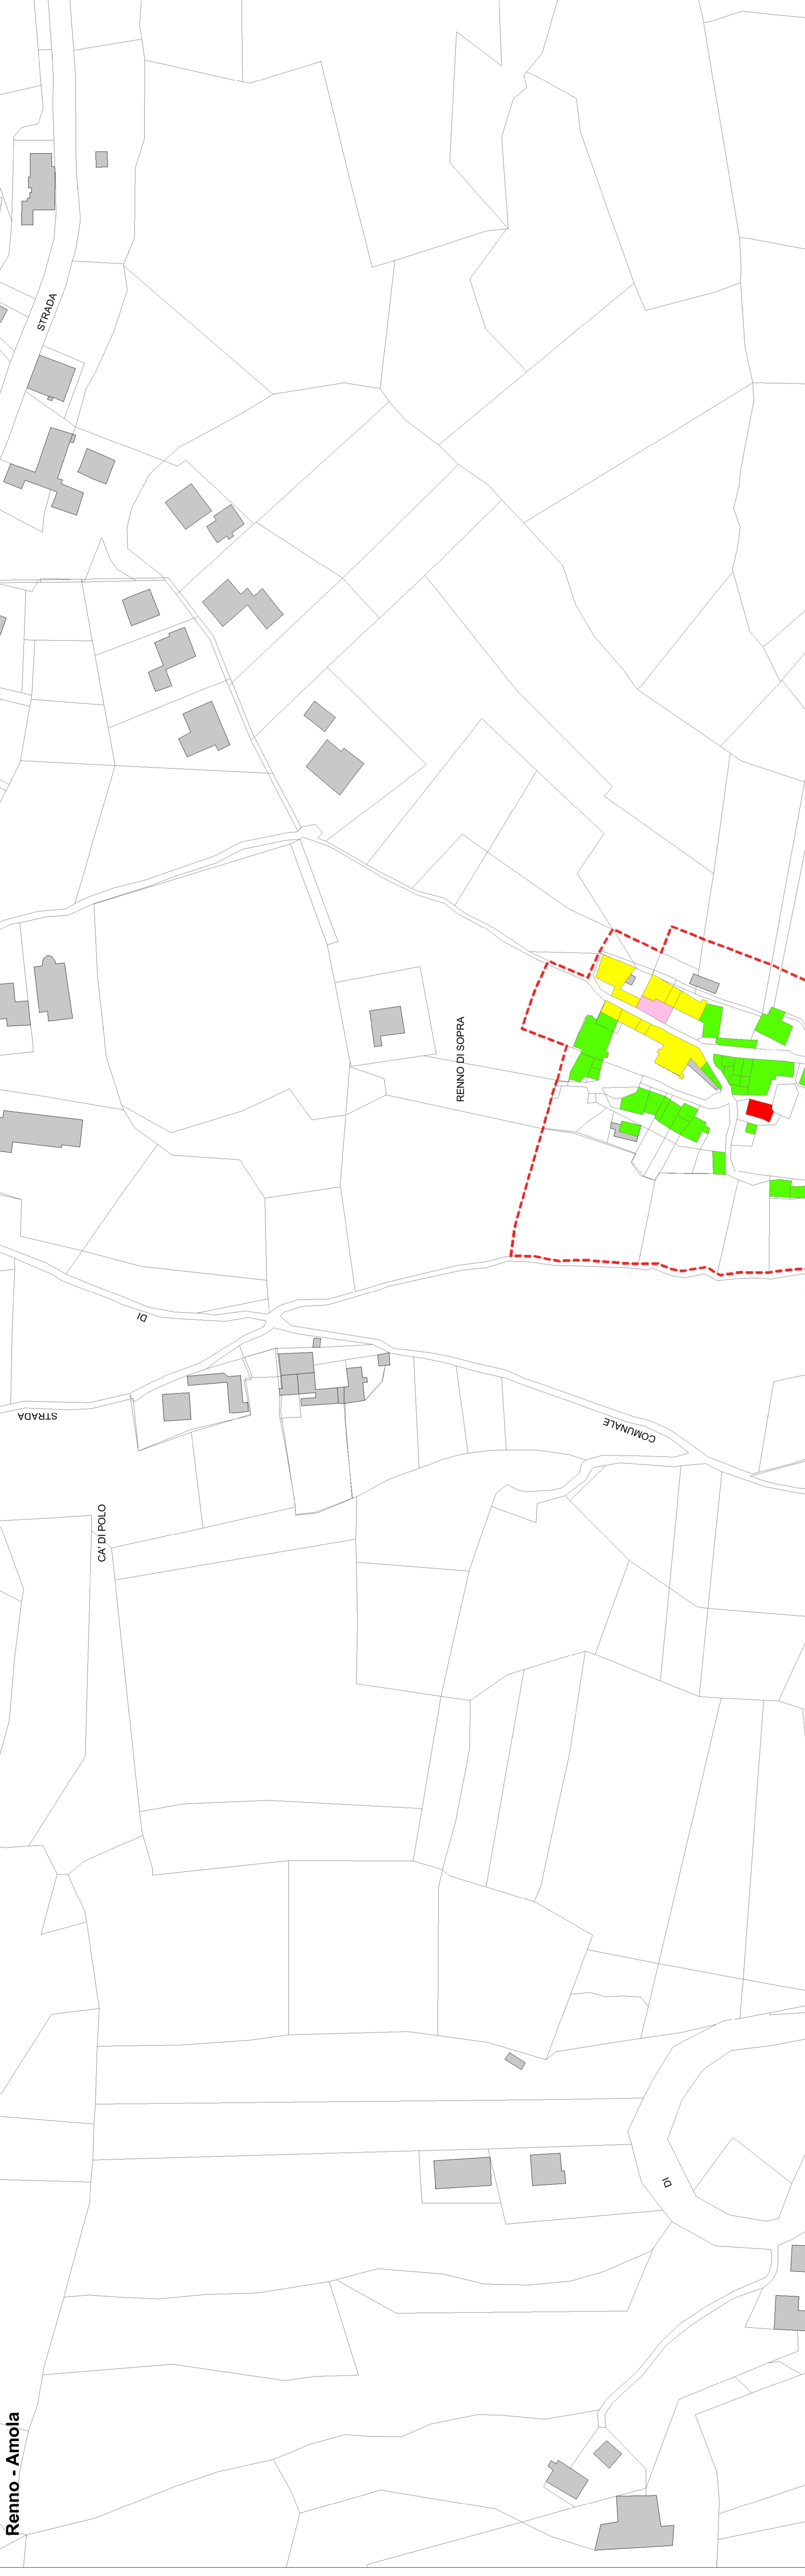 STRADA
RENNO DI SOPRA
DI
STRADA
COMUNALE
CA' DI POLO
DI
Renno - Amola